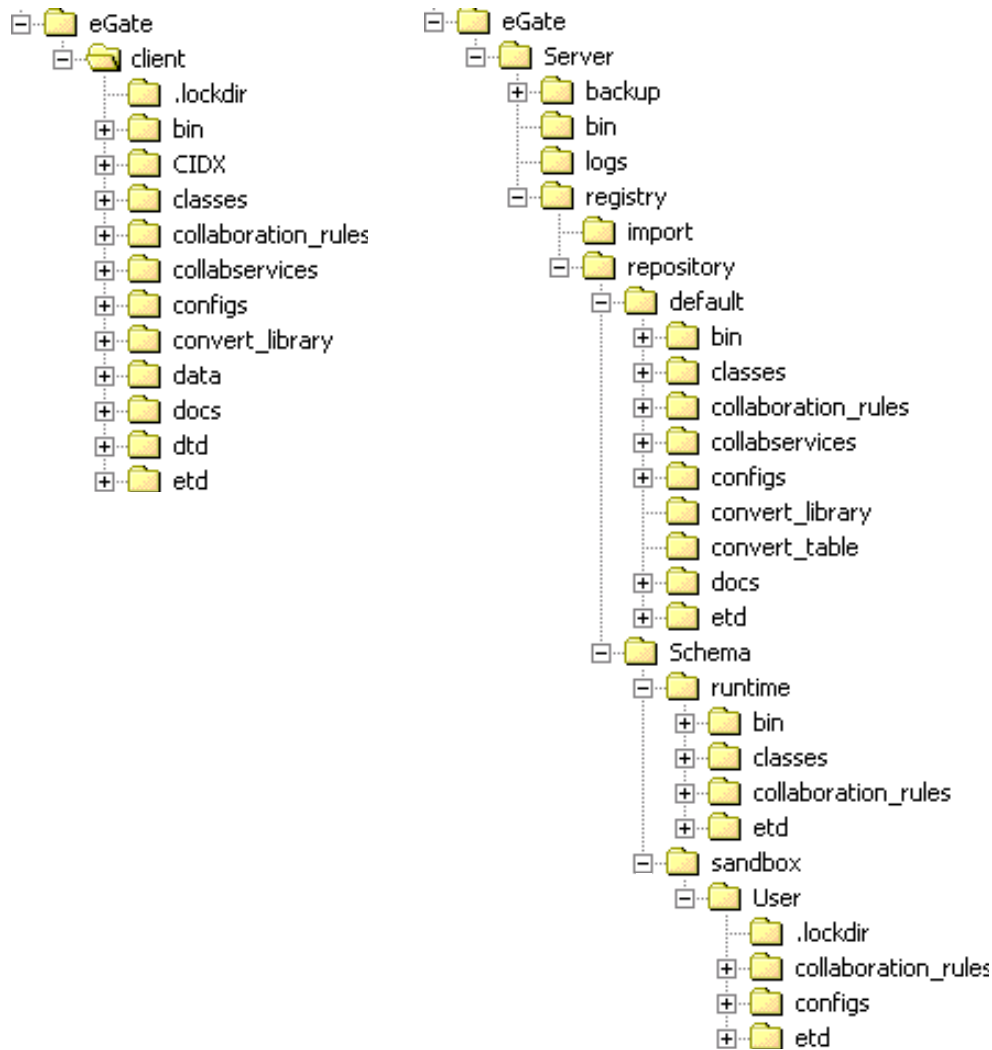 eGate
client
.lockdir
bin
CIDX
classes
collaboration_rules
collabservices
configs
convert_library
data
docs
dtd
etd
eGate
Server
backup
bin
logs
registry
import
repository
default
bin
classes
collaboration_rules
collabservices
configs
convert_library
convert_table
docs
etd
Schema
runtime
bin
classes
collaboration_rules
etd
sandbox
User
.lockdir
collaboration_rules
configs
etd